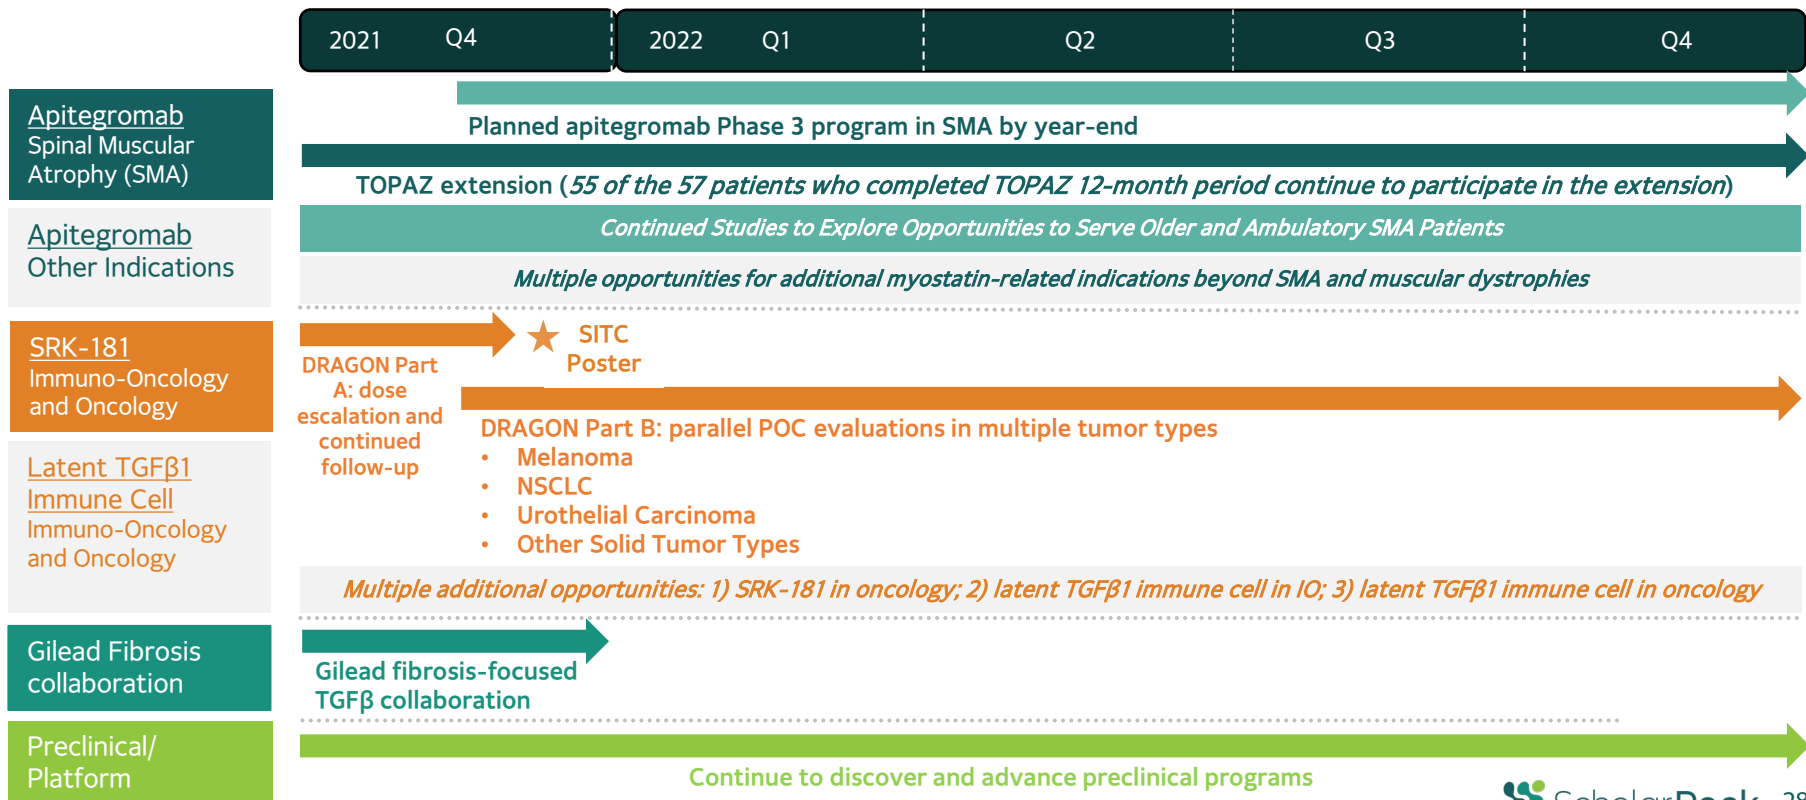 2021 Q4 2022 Q1 Q2 Q3 Q4
Apitegromab
Spinal Muscular
Atrophy (SMA)
Planned apitegromab Phase 3 program in SMA by year-end
TOPAZ extension (55 of the 57 patients who completed TOPAZ 12-month period continue to participate in the extension)
Apitegromab
Other Indications
Continued Studies to Explore Opportunities to Serve Older and Ambulatory SMA Patients
Multiple opportunities for additional myostatin-related indications beyond SMA and muscular dystrophies
SRK-181
Immuno-Oncology
and Oncology
SITC
Poster
DRAGON Part
A: dose
escalation and
continued
follow-up
DRAGON Part B: parallel POC evaluations in multiple tumor types
• Melanoma
• NSCLC
• Urothelial Carcinoma
• Other Solid Tumor Types
Latent TGFβ1
Immune Cell
Immuno-Oncology
and Oncology
Multiple additional opportunities: 1) SRK-181 in oncology; 2) latent TGFβ1 immune cell in IO; 3) latent TGFβ1 immune cell in oncology
Gilead Fibrosis
collaboration
Gilead fibrosis-focused
TGFβ collaboration
Preclinical/
Platform
Continue to discover and advance preclinical programs
ScholarRock 28